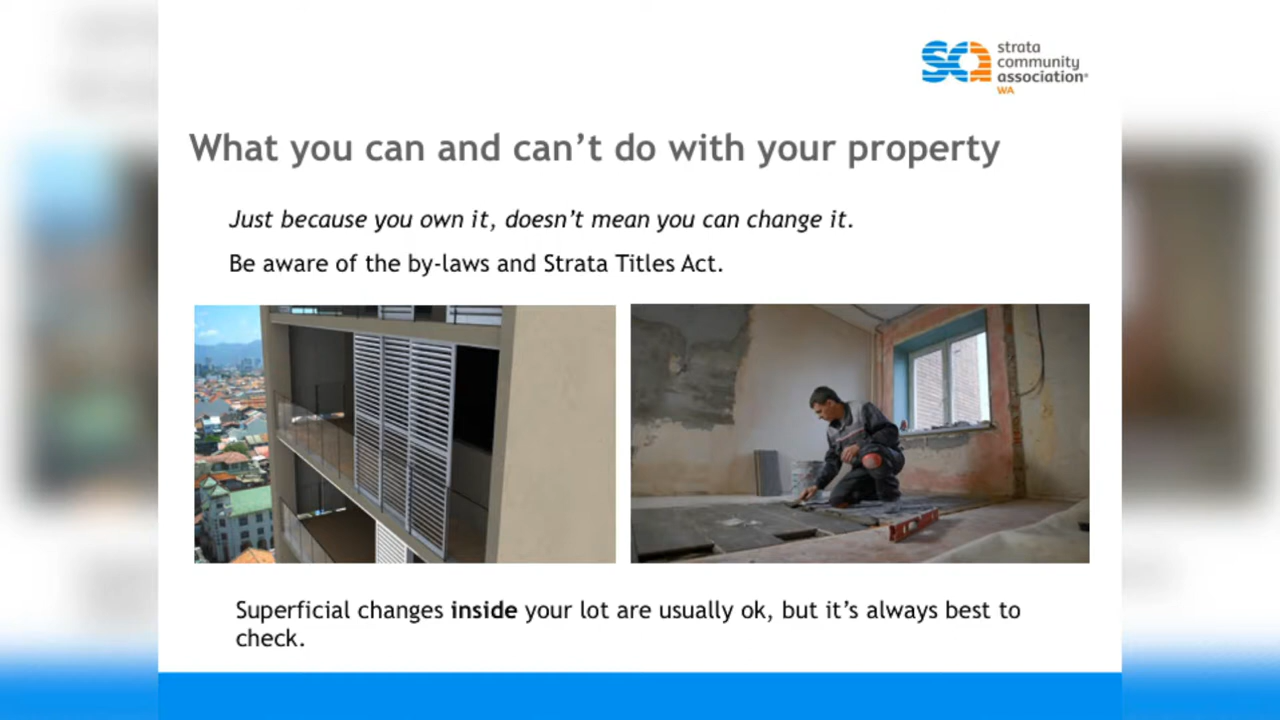 strata
community
association
WA
What you can and can't do with your property
Just because you own it, doesn't mean you can change it.
Be aware of the by-laws and Strata Titles Act.
Superficial changes inside your lot are usually ok, but it's always best to
check.